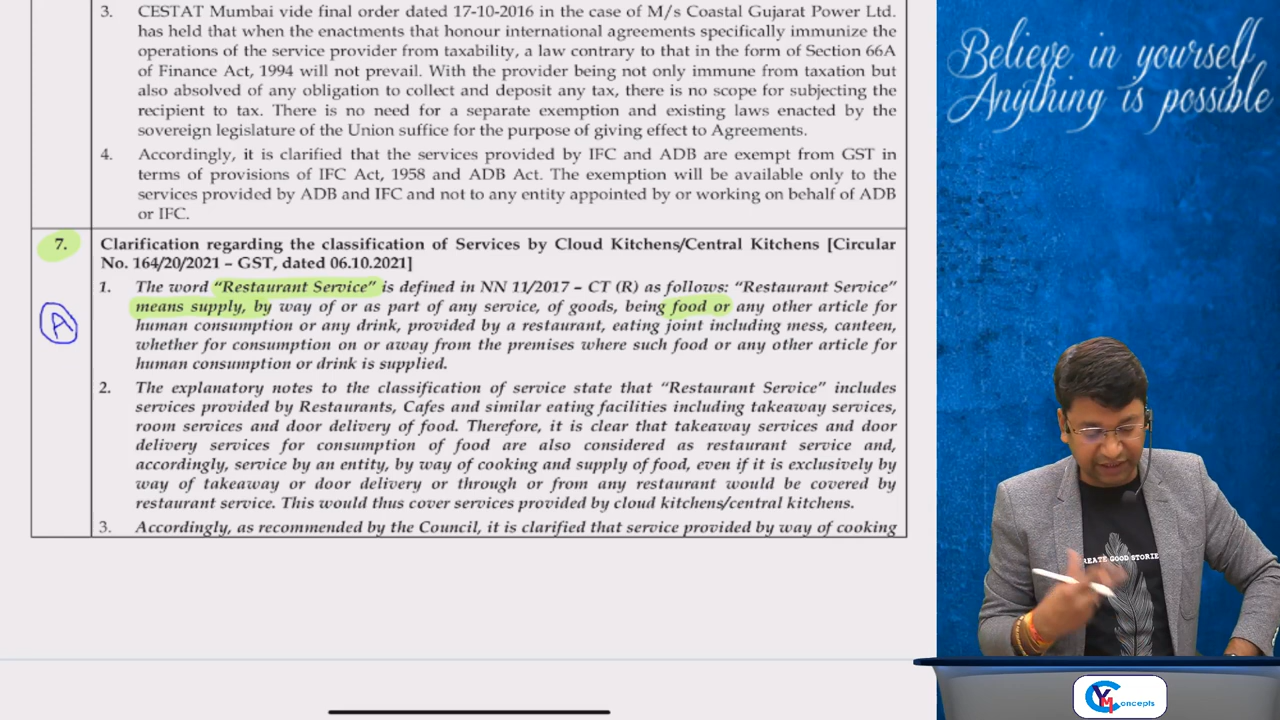 3. CESTAT Mumbai vide final order dated 17-10-2016 in the case of M/s Coastal Gujarat Power Ltd.
has held that when the enactments that honour international agreements specifically immunize the
operations of the service provider from taxability, a law contrary to that in the form of Section 66A
of Finance Act, 1994 will not prevail. With the provider being not only immune from taxation but
also absolved of any obligation to collect and deposit any tax, there is no scope for subjecting the
recipient to tax. There is no need for a separate exemption and existing laws enacted by the
sovereign legislature of the Union suffice for the purpose of giving effect to Agreements.
4. Accordingly, it is clarified that the services provided by IFC and ADB are exempt from GST in
terms of provisions of IFC Act, 1958 and ADB Act. The exemption will be available only to the
services provided by ADB and IFC and not to any entity appointed by or working on behalf of ADB
or IFC.
7. Clarification regarding the classification of Services by Cloud Kitchens/Central Kitchens [Circular
No. 164/20/2021 – GST, dated 06.10.2021]
1. The word “Restaurant Service” is defined in NN 11/2017 – CT (R) as follows: “Restaurant Service”
means supply, by way of or as part of any service, of goods, being food or any other article for
human consumption or any drink, provided by a restaurant, eating joint including mess, canteen,
whether for consumption on or away from the premises where such food or any other article for
human consumption or drink is supplied.
A
2. The explanatory notes to the classification of service state that “Restaurant Service” includes
services provided by Restaurants, Cafes and similar eating facilities including takeaway services,
room services and door delivery of food. Therefore, it is clear that takeaway services and door
delivery services for consumption of food are also considered as restaurant service and,
accordingly, service by an entity, by way of cooking and supply of food, even if it is exclusively by
way of takeaway or door delivery or through or from any restaurant would be covered by
restaurant service. This would thus cover services provided by cloud kitchens/central kitchens.
3. Accordingly, as recommended by the Council, it is clarified that service provided by way of cooking
Believe in yourself
Anything is possible
CREATE GOOD STORIE
CYM
Concepts